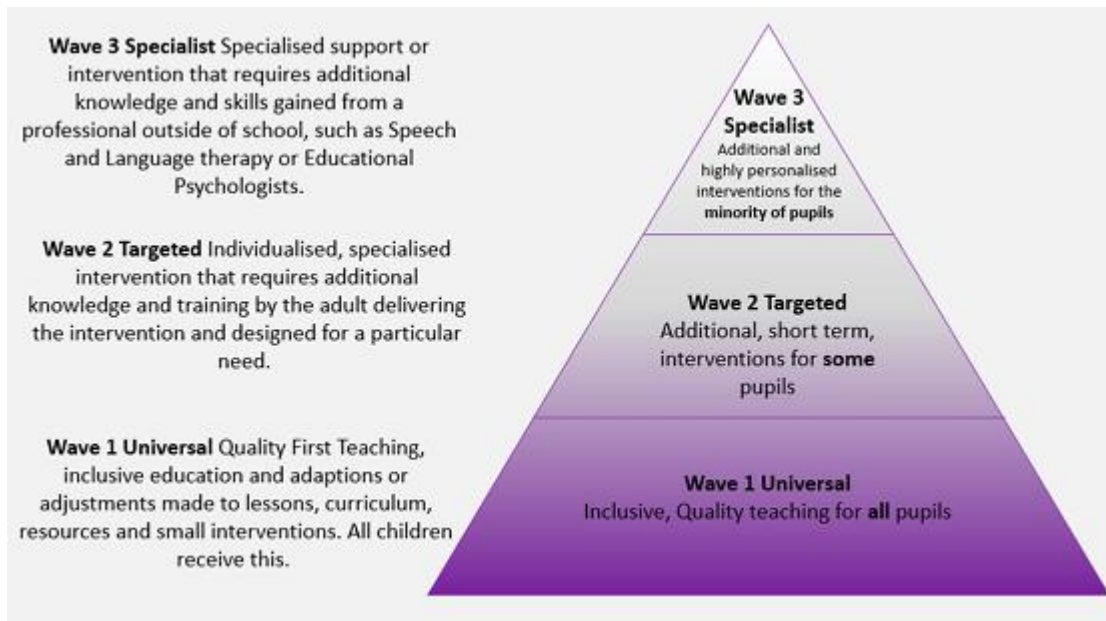 Wave 3 Specialist Specialised support or
intervention that requires additional
knowledge and skills gained from a
professional outside of school, such as Speech
and Language therapy or Educational
Psychologists.
Wave 2 Targeted Individualised, specialised
intervention that requires additional
knowledge and training by the adult delivering
the intervention and designed for a particular
need.
Wave 1 Universal Quality First Teaching,
inclusive education and adaptions or
adjustments made to lessons, curriculum,
resources and small interventions. All children
receive this.
Wave 3
Specialist
Additional and
highly personalised
interventions for the
minority of pupils
Wave 2 Targeted
Additional, short term,
interventions for some
pupils
Wave 1 Universal
Inclusive, Quality teaching for all pupils